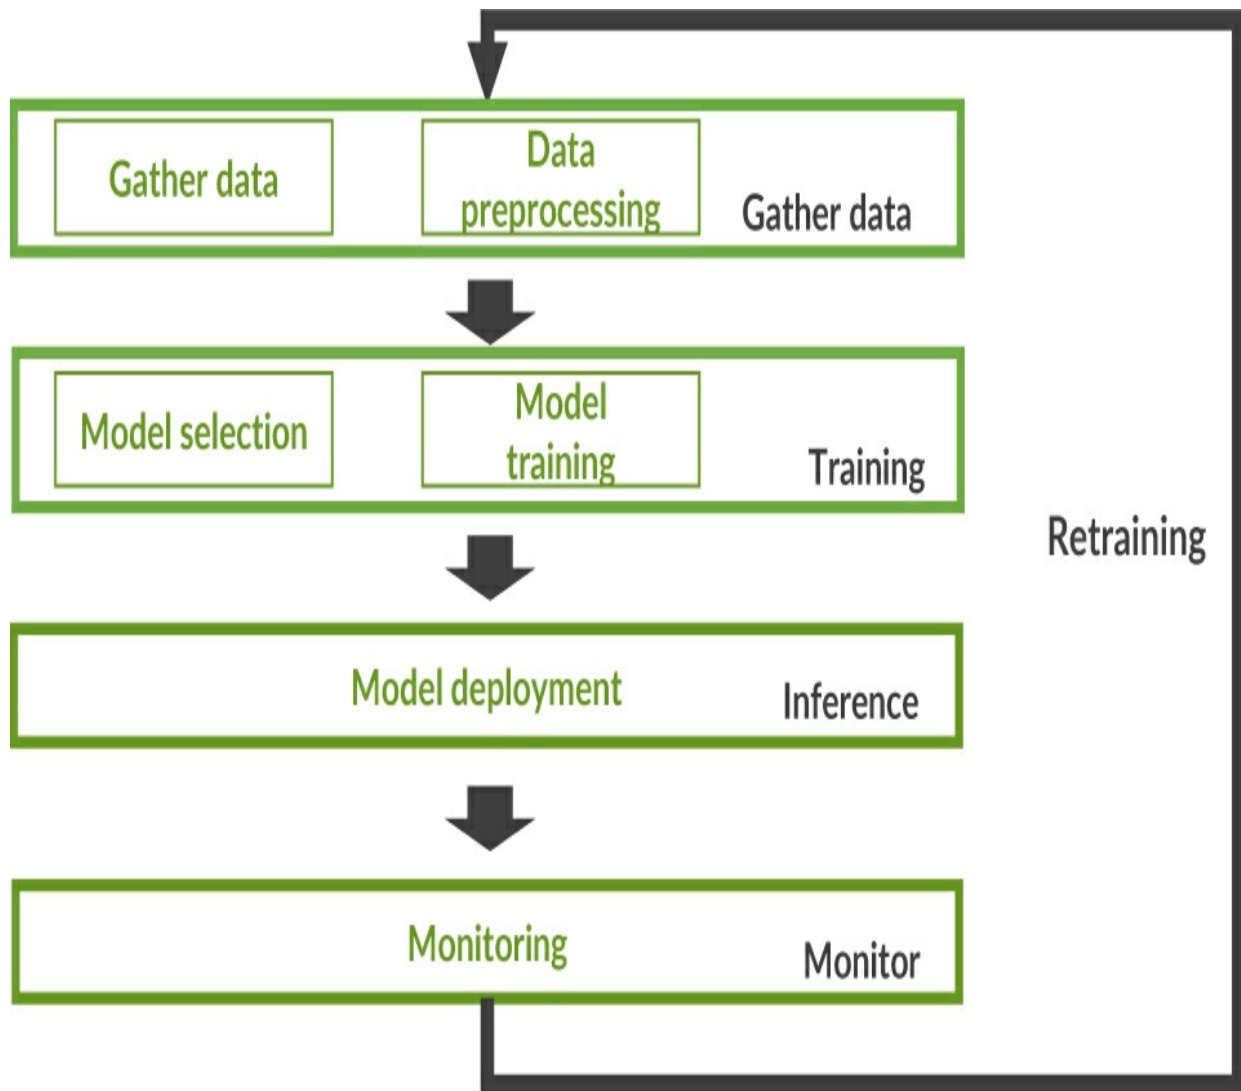 Gather data
Data
preprocessing
Gather data
Model selection
Model
training
Training
Retraining
Model deployment
Inference
Monitoring
Monitor